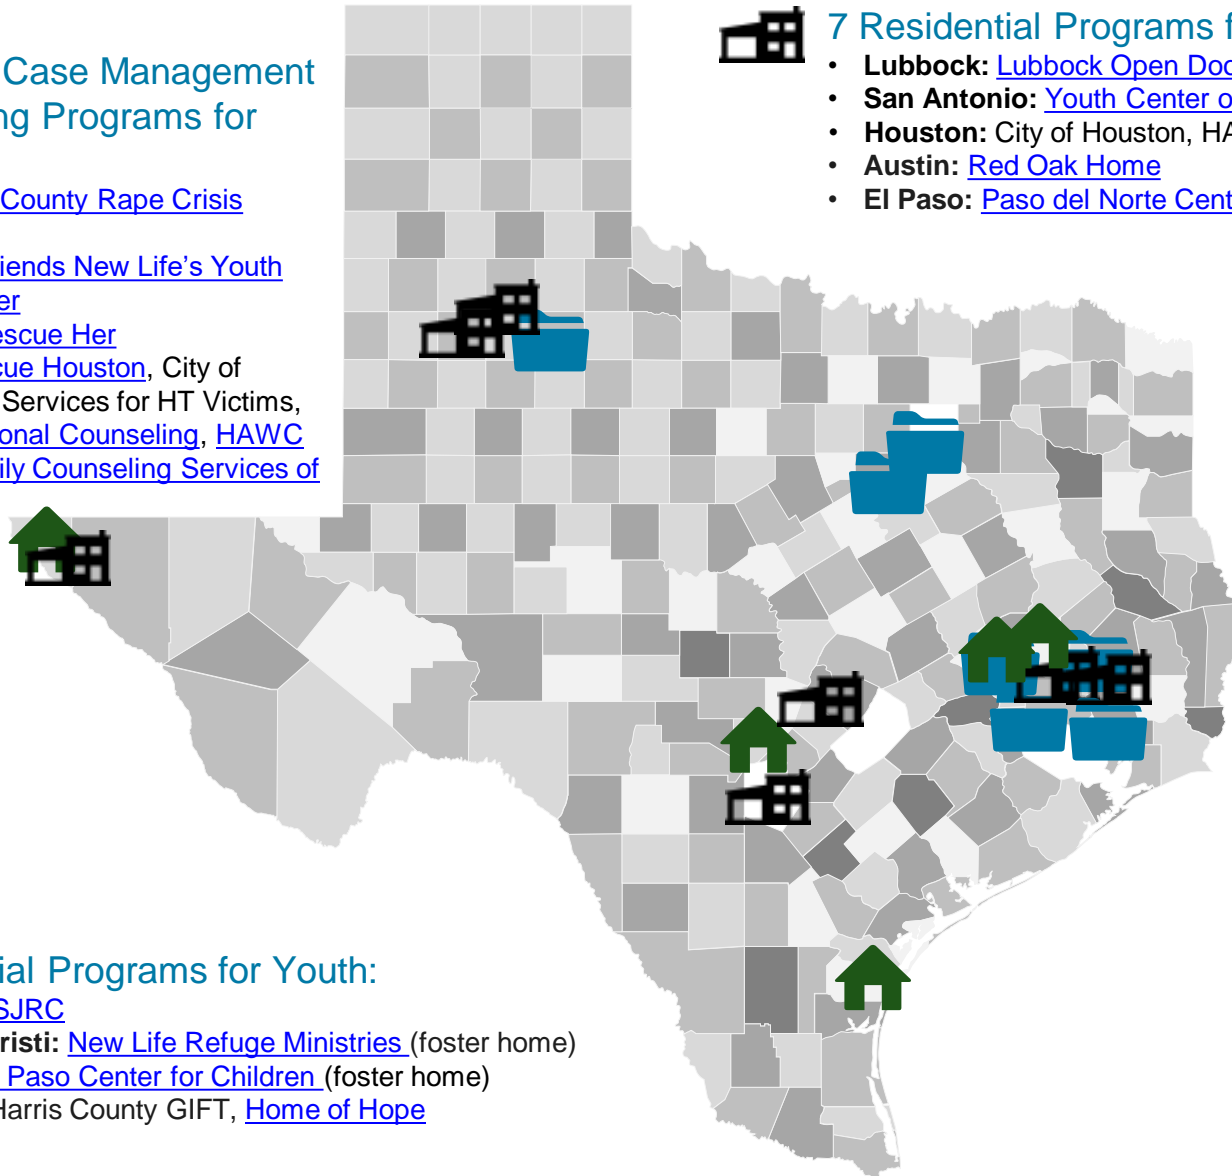 Case Management
ng Programs for
County Rape Crisis
iends New Life's Youth
er
escue Her
cue Houston, City of
Services for HT Victims,
ional Counseling, HAWC
ily Counseling Services of
7 Residential Programs f
• Lubbock: Lubbock Open Doo
• San Antonio: Youth Center o
• Houston: City of Houston, HA
• Austin: Red Oak Home
• El Paso: Paso del Norte Cent
ial Programs for Youth:
SJRC
risti: New Life Refuge Ministries (foster home)
Paso Center for Children (foster home)
Harris County GIFT, Home of Hope